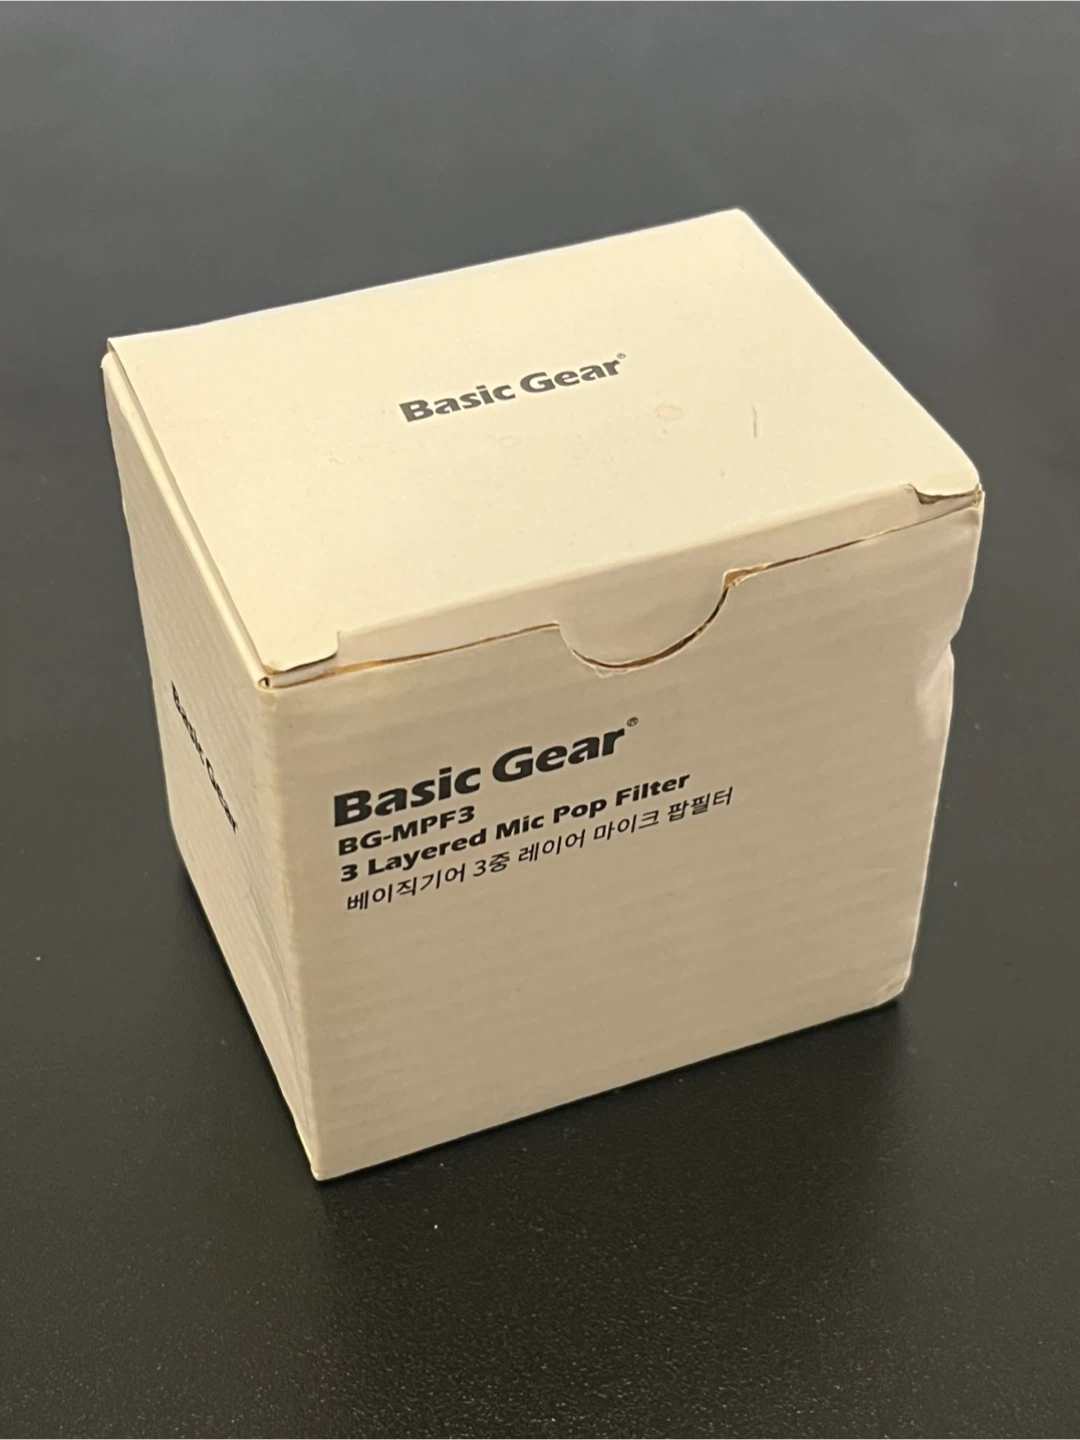 Basic Gear®
Basic Gear®
BG-MPF3
3 Layered Mic Pop Filter
베이직기어 3중 레이어 마이크 팝필터
Basic Gear